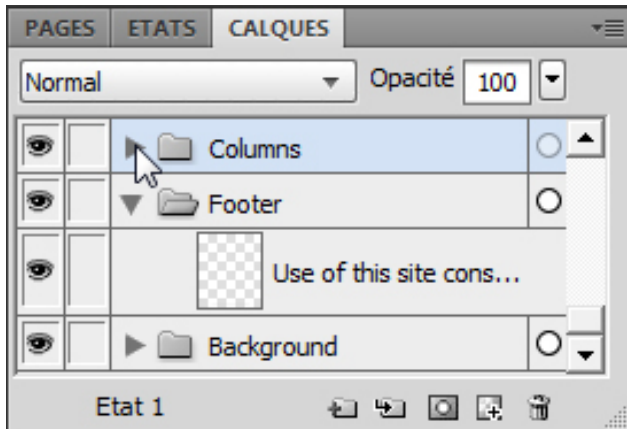 PAGES ETATS CALQUES
Normal Opacité 100
Columns
Footer
Use of this site cons...
Background
Etat 1